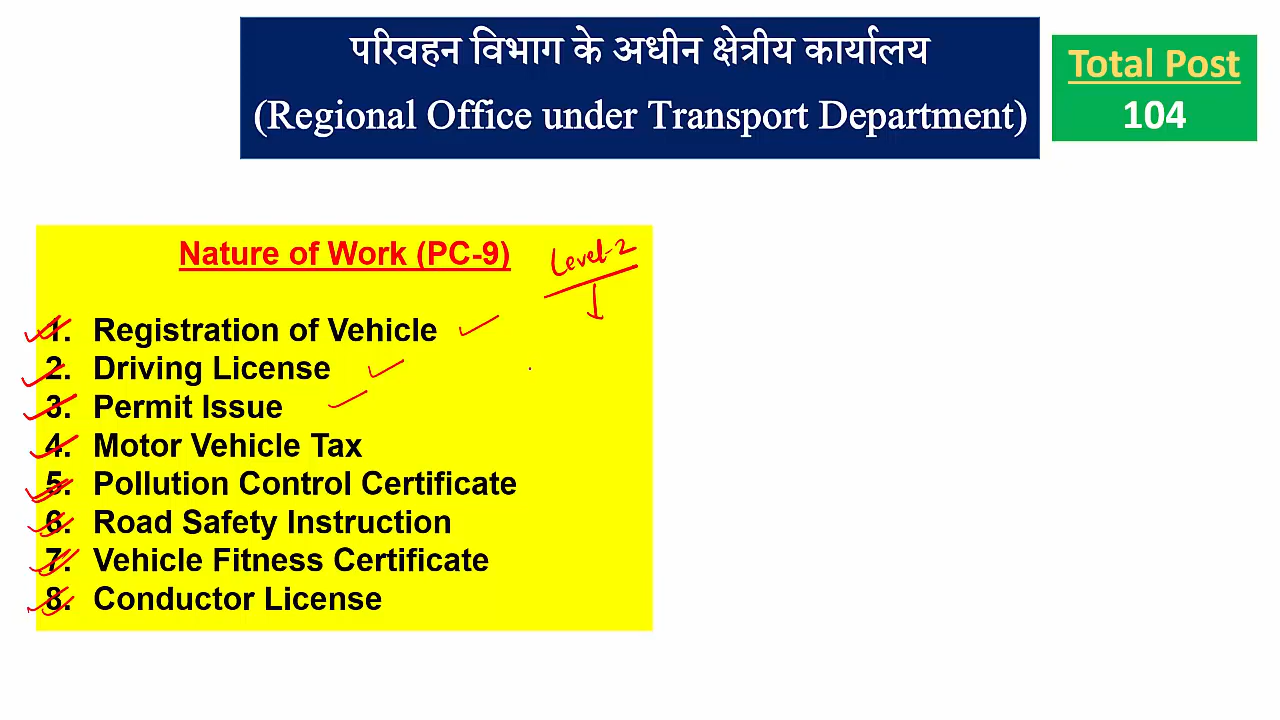 परिवहन विभाग के अधीन क्षेत्रीय कार्यालय
(Regional Office under Transport Department)
Total Post
104
Nature of Work (PC-9)
Level-2
1. Registration of Vehicle
2. Driving License
3. Permit Issue
4. Motor Vehicle Tax
5. Pollution Control Certificate
6. Road Safety Instruction
7. Vehicle Fitness Certificate
8. Conductor License